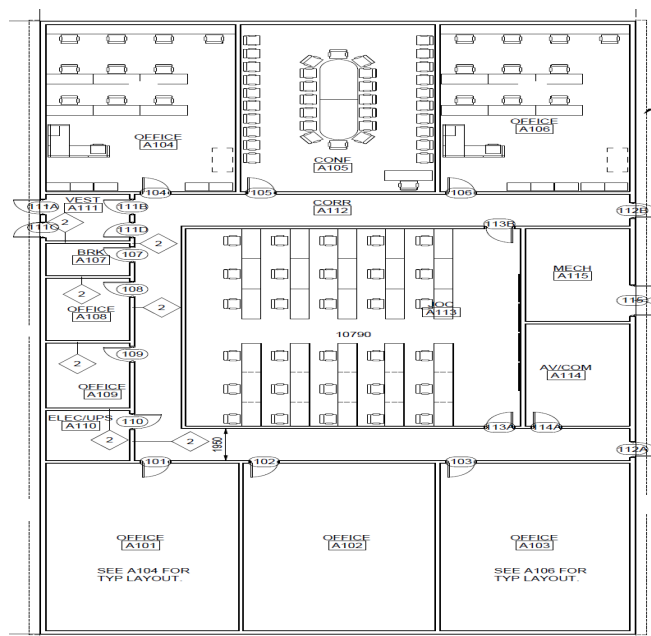 OFFICE
A104
CONF
A105
OFFICE
A106
104
105
106
111A
VEST
A111
111B
CORR
A112
112B
111C
2
111D
113B
2
BRK
A107
107
MECH
A115
2
108
OFFICE
A108
2
JOC
A113
115
10790
2
109
OFFICE
A109
AV/COM
A114
ELEC/UPS
A110
110
2
2
1950
113A
114A
112A
101
102
103
OFFICE
A101
OFFICE
A102
OFFICE
A103
SEE A104 FOR
TYP LAYOUT.
SEE A106 FOR
TYP LAYOUT.